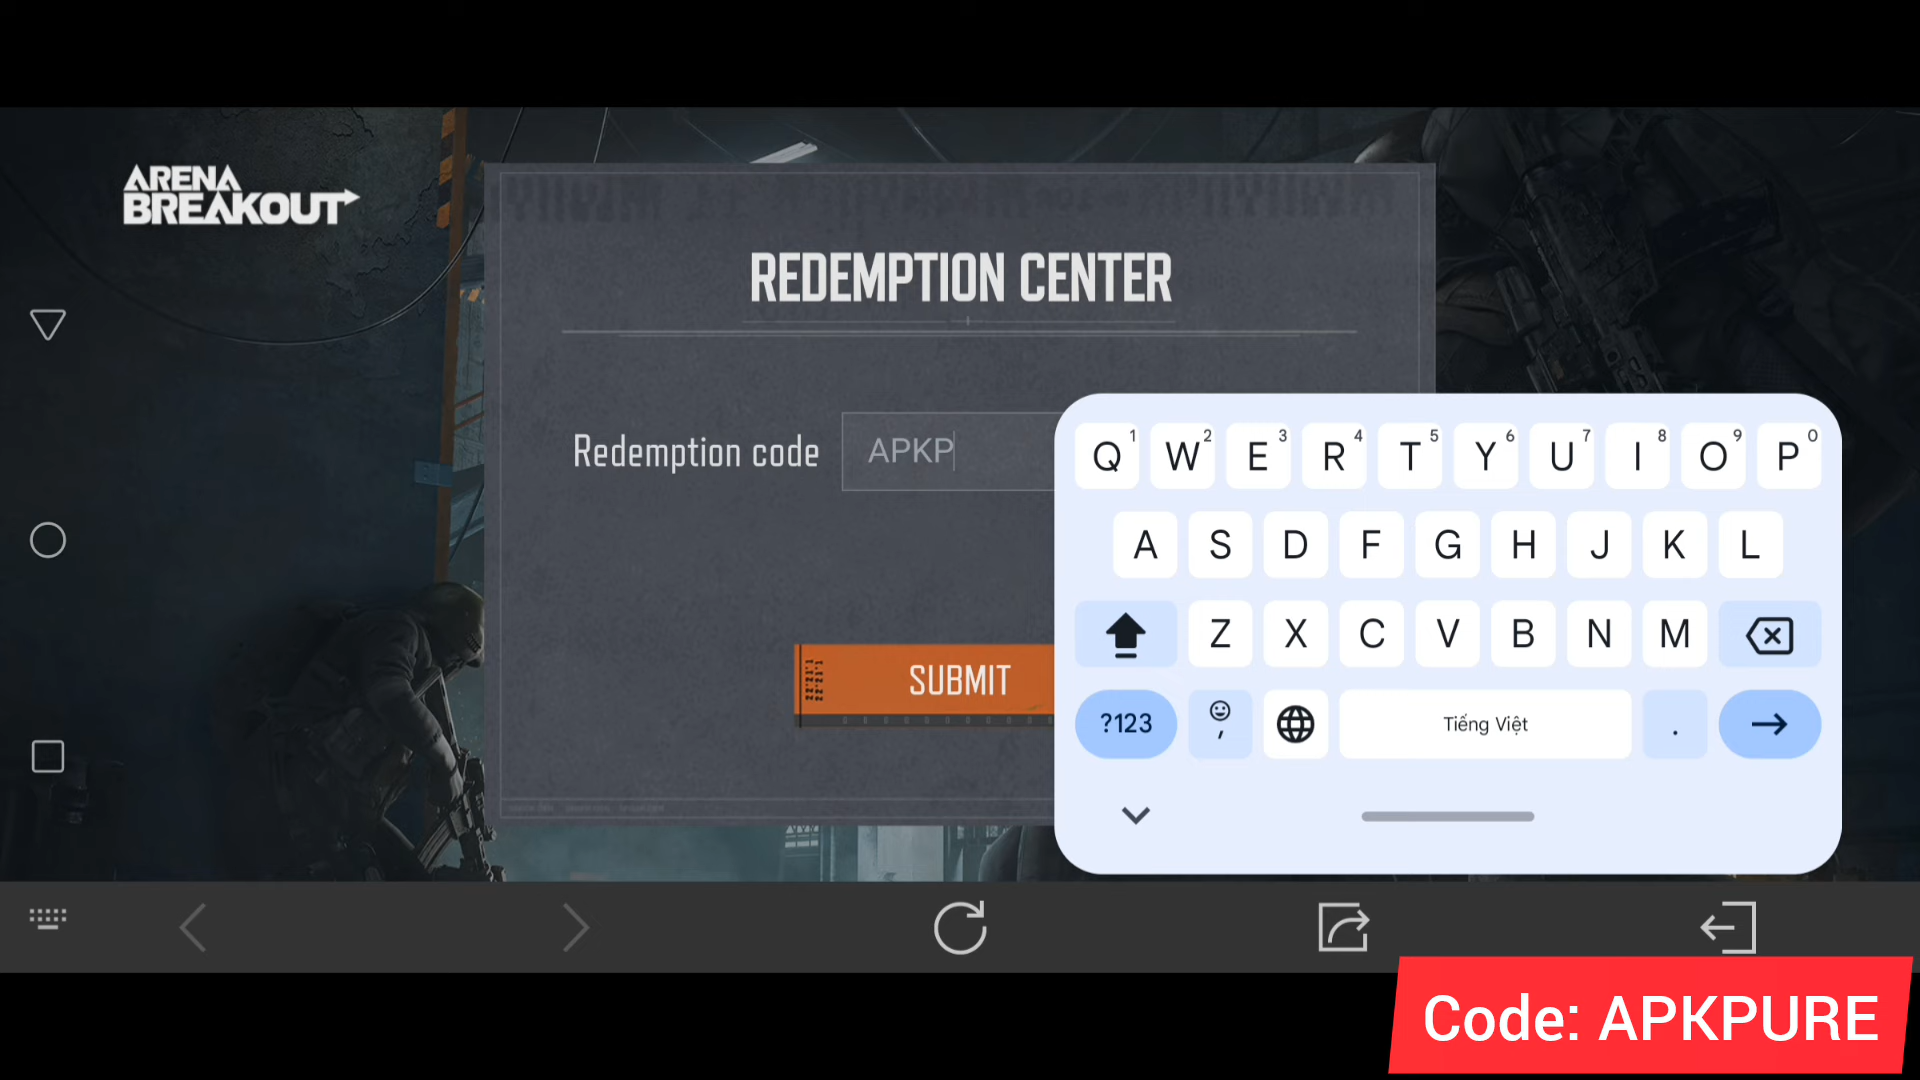 ARENA
BREAKOUT
REDEMPTION CENTER
Redemption code
APKP
SUBMIT
Q1 W2 E3 R4 T5 Y6 U7 I8 O9 P0
A S D F G H J K L
Z X C V B N M
?123 , Tiếng Việt .
Code: APKPURE